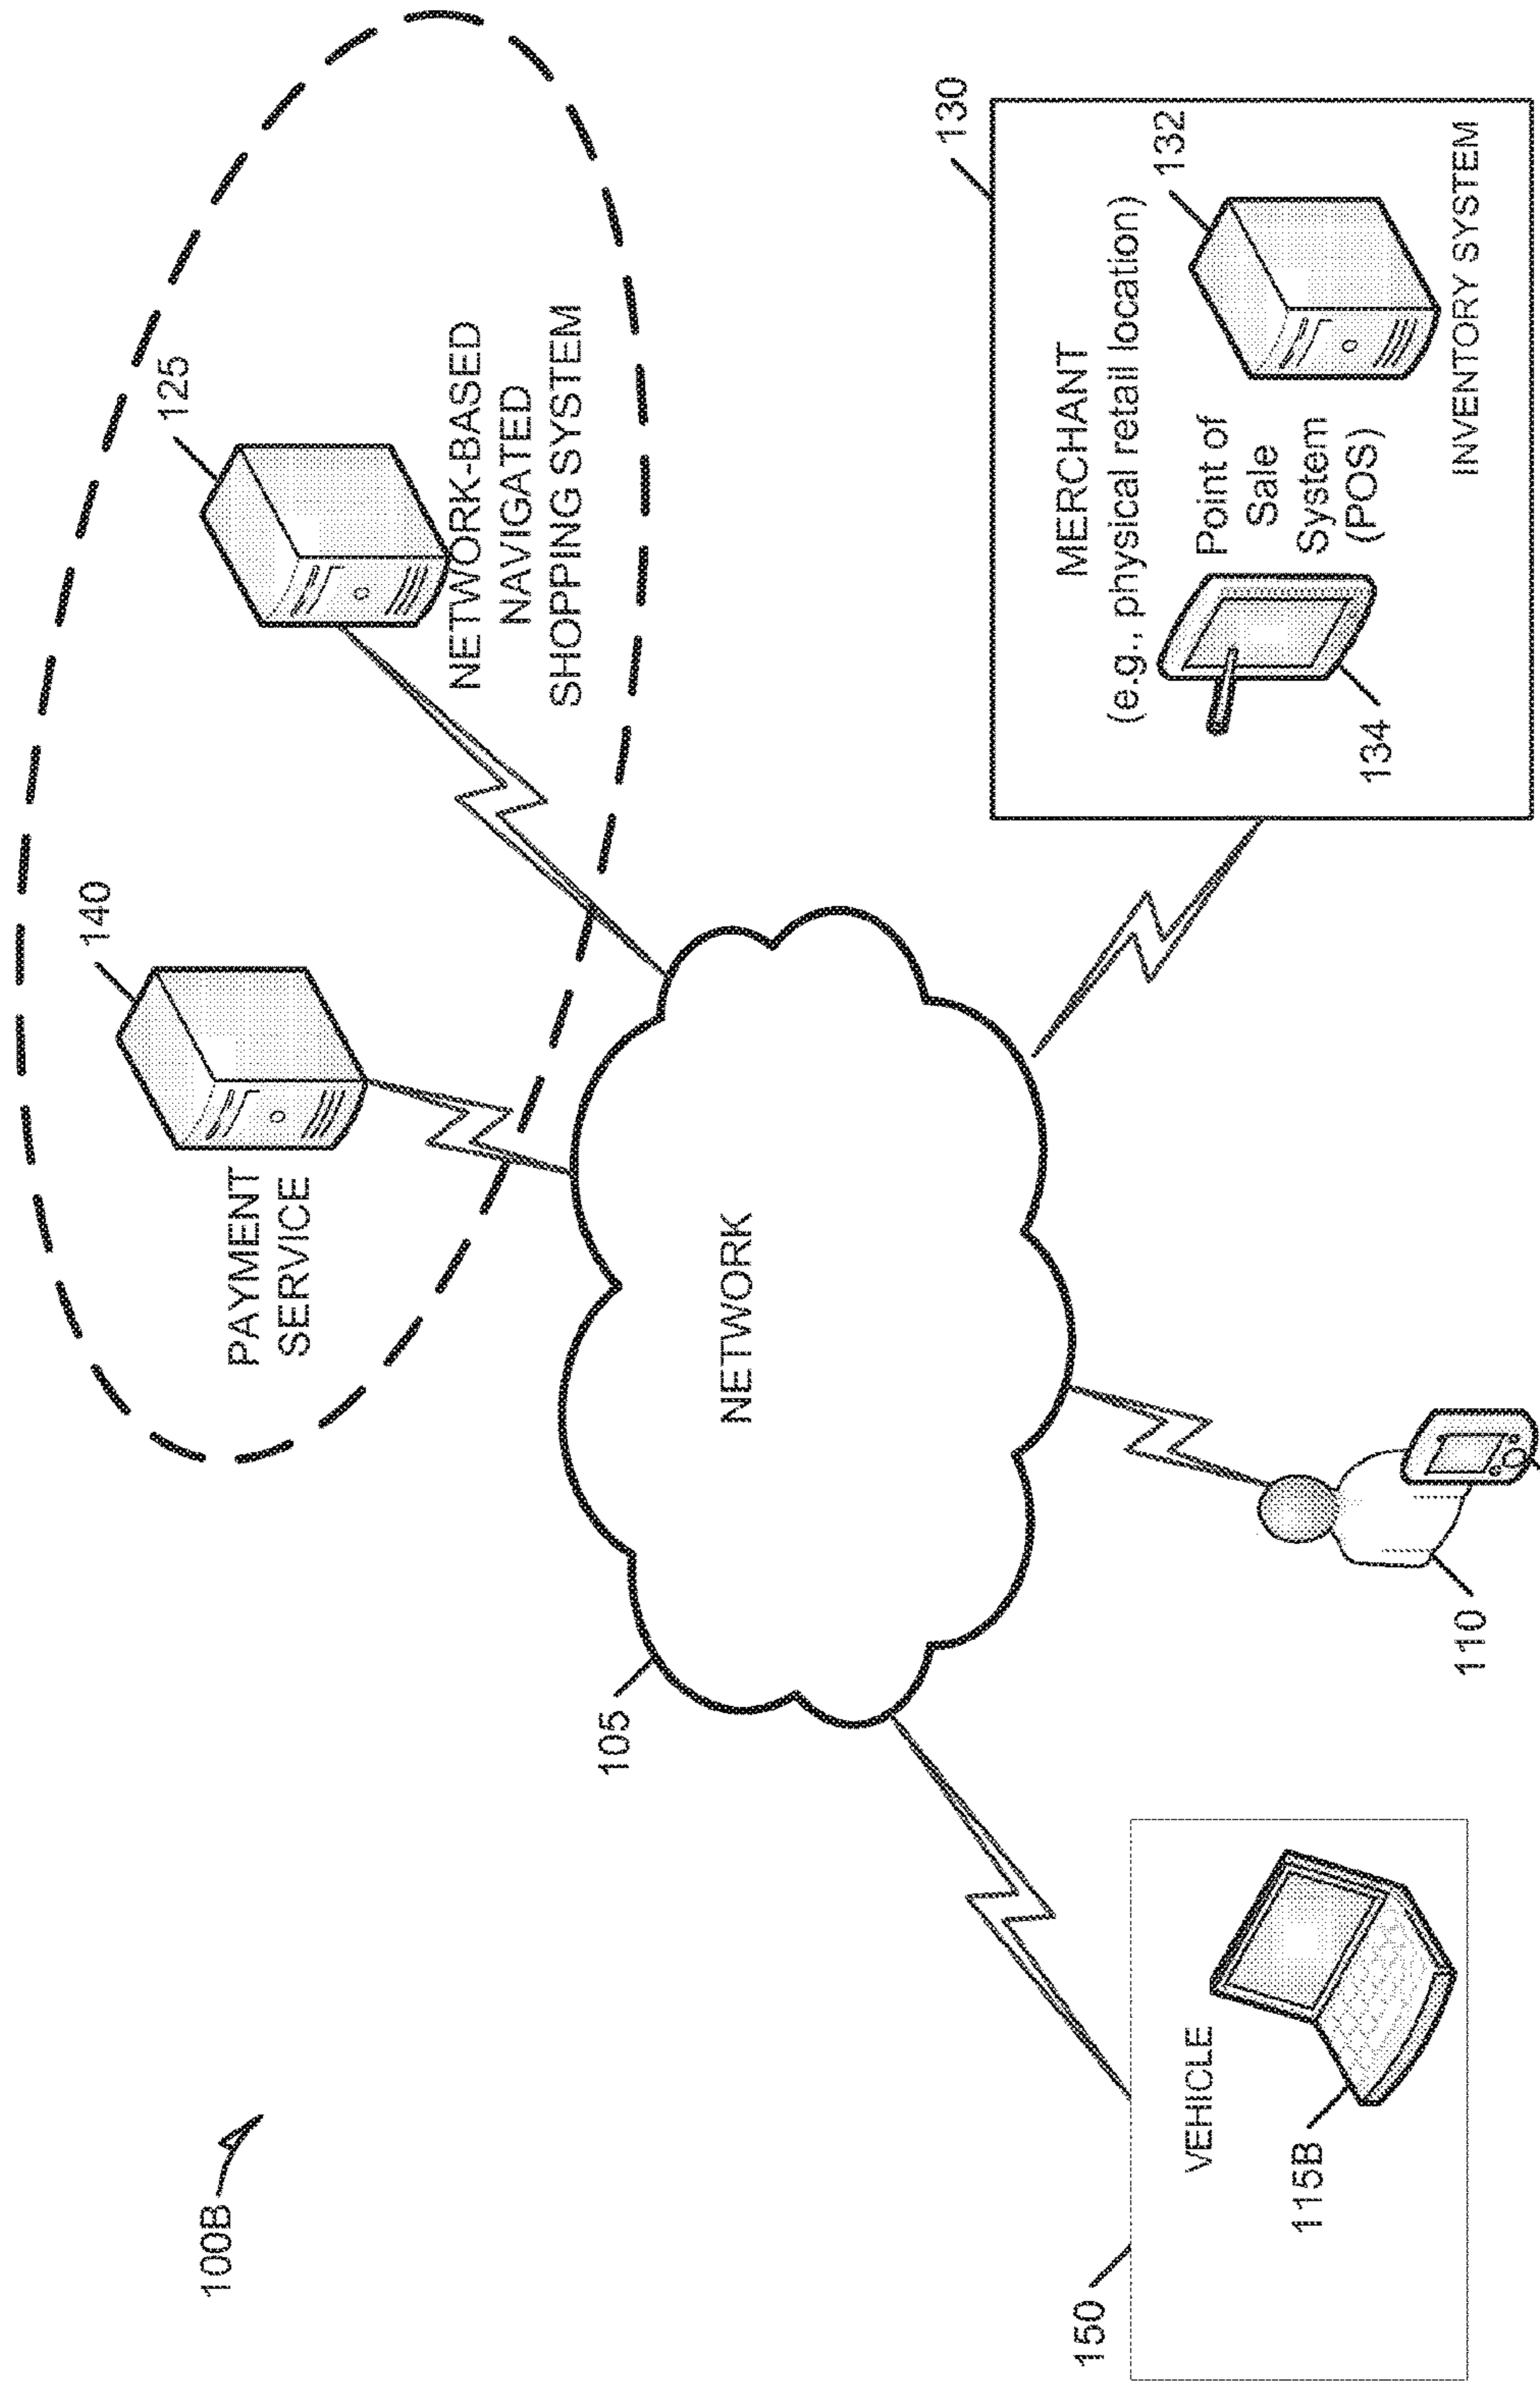 100B
140
PAYMENT
SERVICE
125
NETWORK-BASED
NAVIGATED
SHOPPING SYSTEM
105
NETWORK
130
MERCHANT
(e.g., physical retail location)
Point of
Sale
System
(POS)
132
134
INVENTORY SYSTEM
150
VEHICLE
115B
110